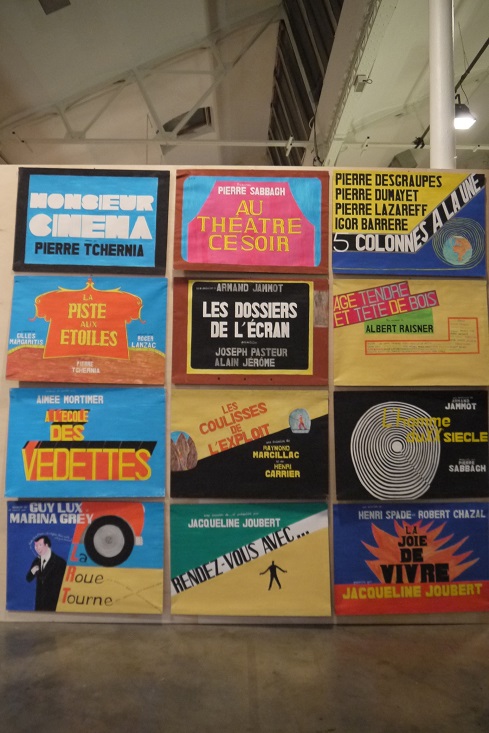 MONSIEUR
CINEMA
PIERRE TCHERNIA
PIERRE SABBAGH
AU
THEATRE
CE SOIR
PIERRE DESGRAUPES
PIERRE DUMAYET
PIERRE LAZAREFF
IGOR BARRERE
5 COLONNES A LA UNE
LA
PISTE
AUX
ETOILES
GILLES
MARGARITIS
ROGER
LANZAC
PIERRE
TCHERNIA
ARMAND JAMMOT
LES DOSSIERS
DE L'ÉCRAN
JOSEPH PASTEUR
ALAIN JÉRÔME
AGE TENDRE
ET TETE DE BOIS
ALBERT RAISNER
AIMÉE MORTIMER
A L'ECOLE
DES
VEDETTES
LES
COULISSES
DE
L'EXPLOIT
RAYMOND
MARCILLAC
HENRI
CARRIER
ARMAND
JAMMOT
L'homme
du XX SIECLE
PIERRE
SABBAGH
GUY LUX
MARINA GREY
La
Roue
Tourne
JACQUELINE JOUBERT
RENDEZ-VOUS AVEC...
HENRI SPADE - ROBERT CHAZAL
LA
JOIE
DE
VIVRE
JACQUELINE JOUBERT